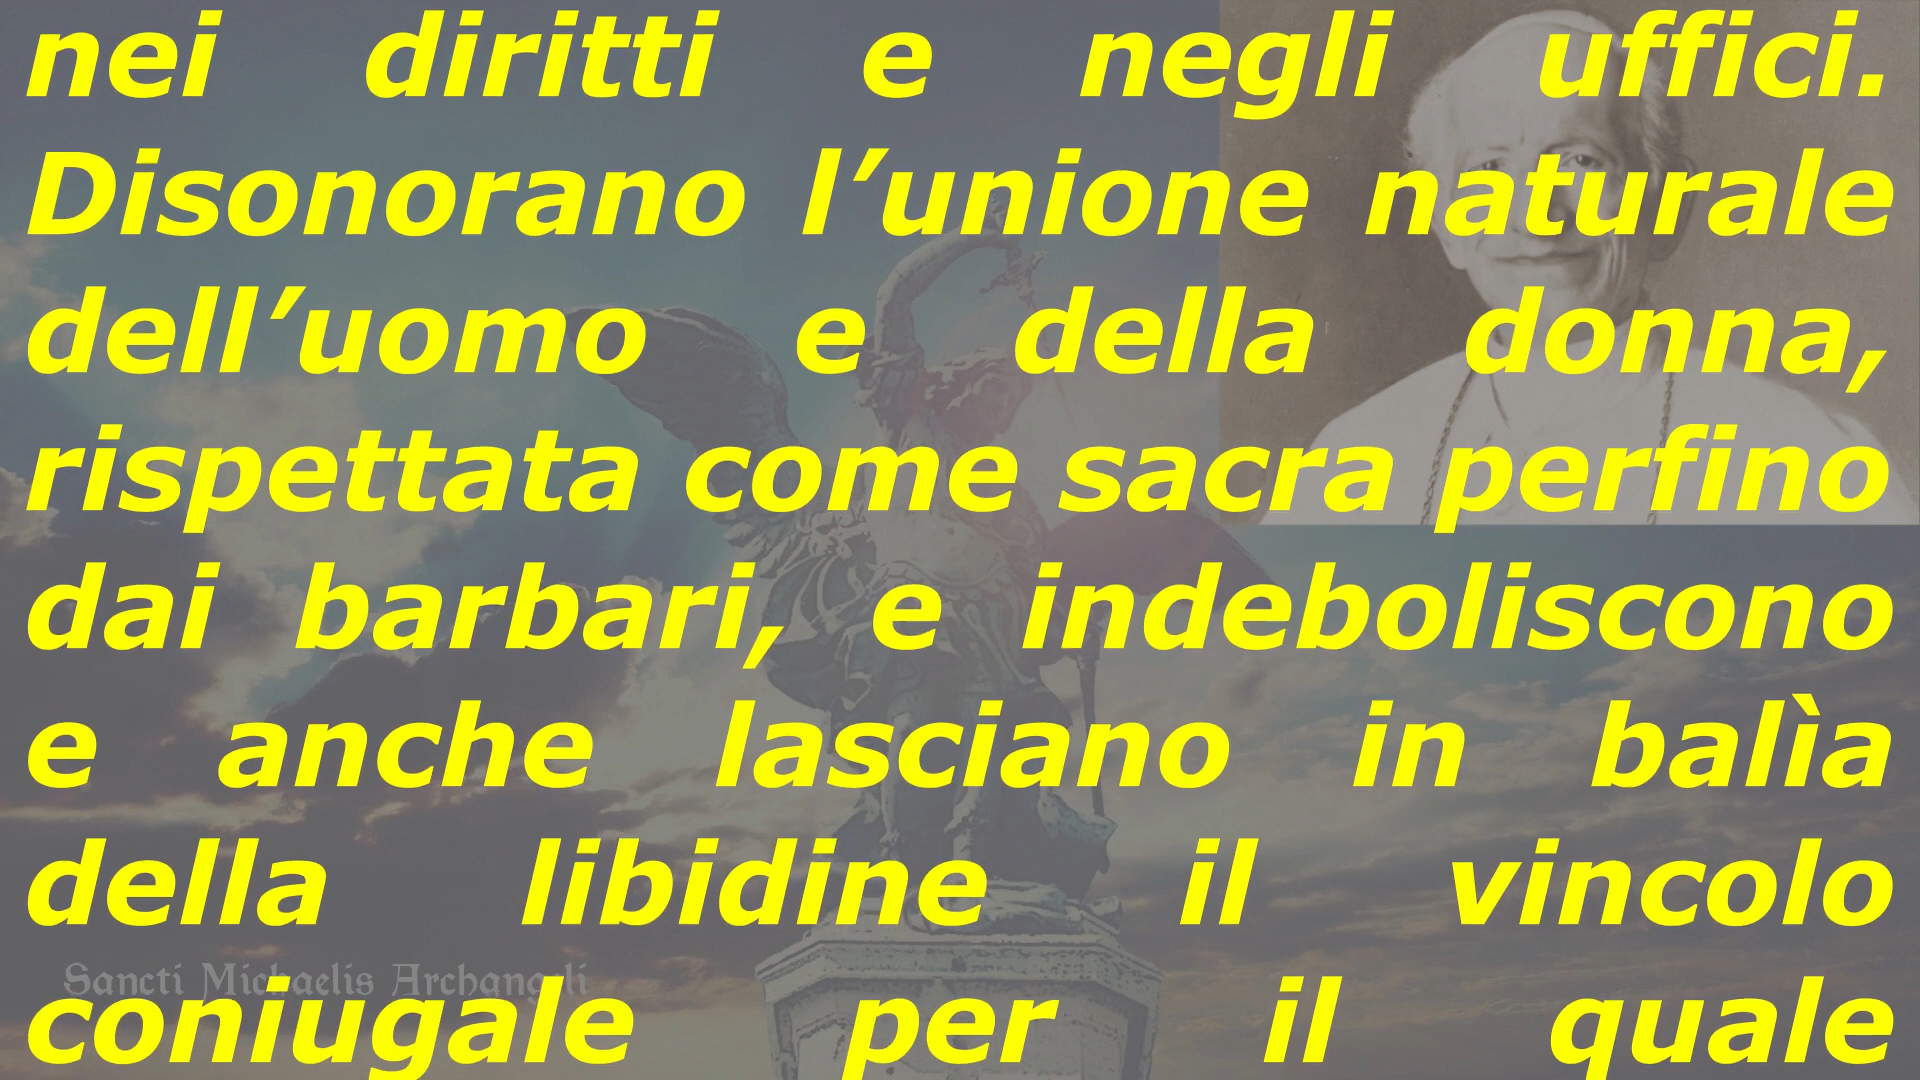 nei diritti e negli uffici.
Disonorano l’unione naturale
dell’uomo e della donna,
rispettata come sacra perfino
dai barbari, e indeboliscono
e anche lasciano in balìa
della libidine il vincolo
Sancti Michaelis Archangeli
coniugale per il quale